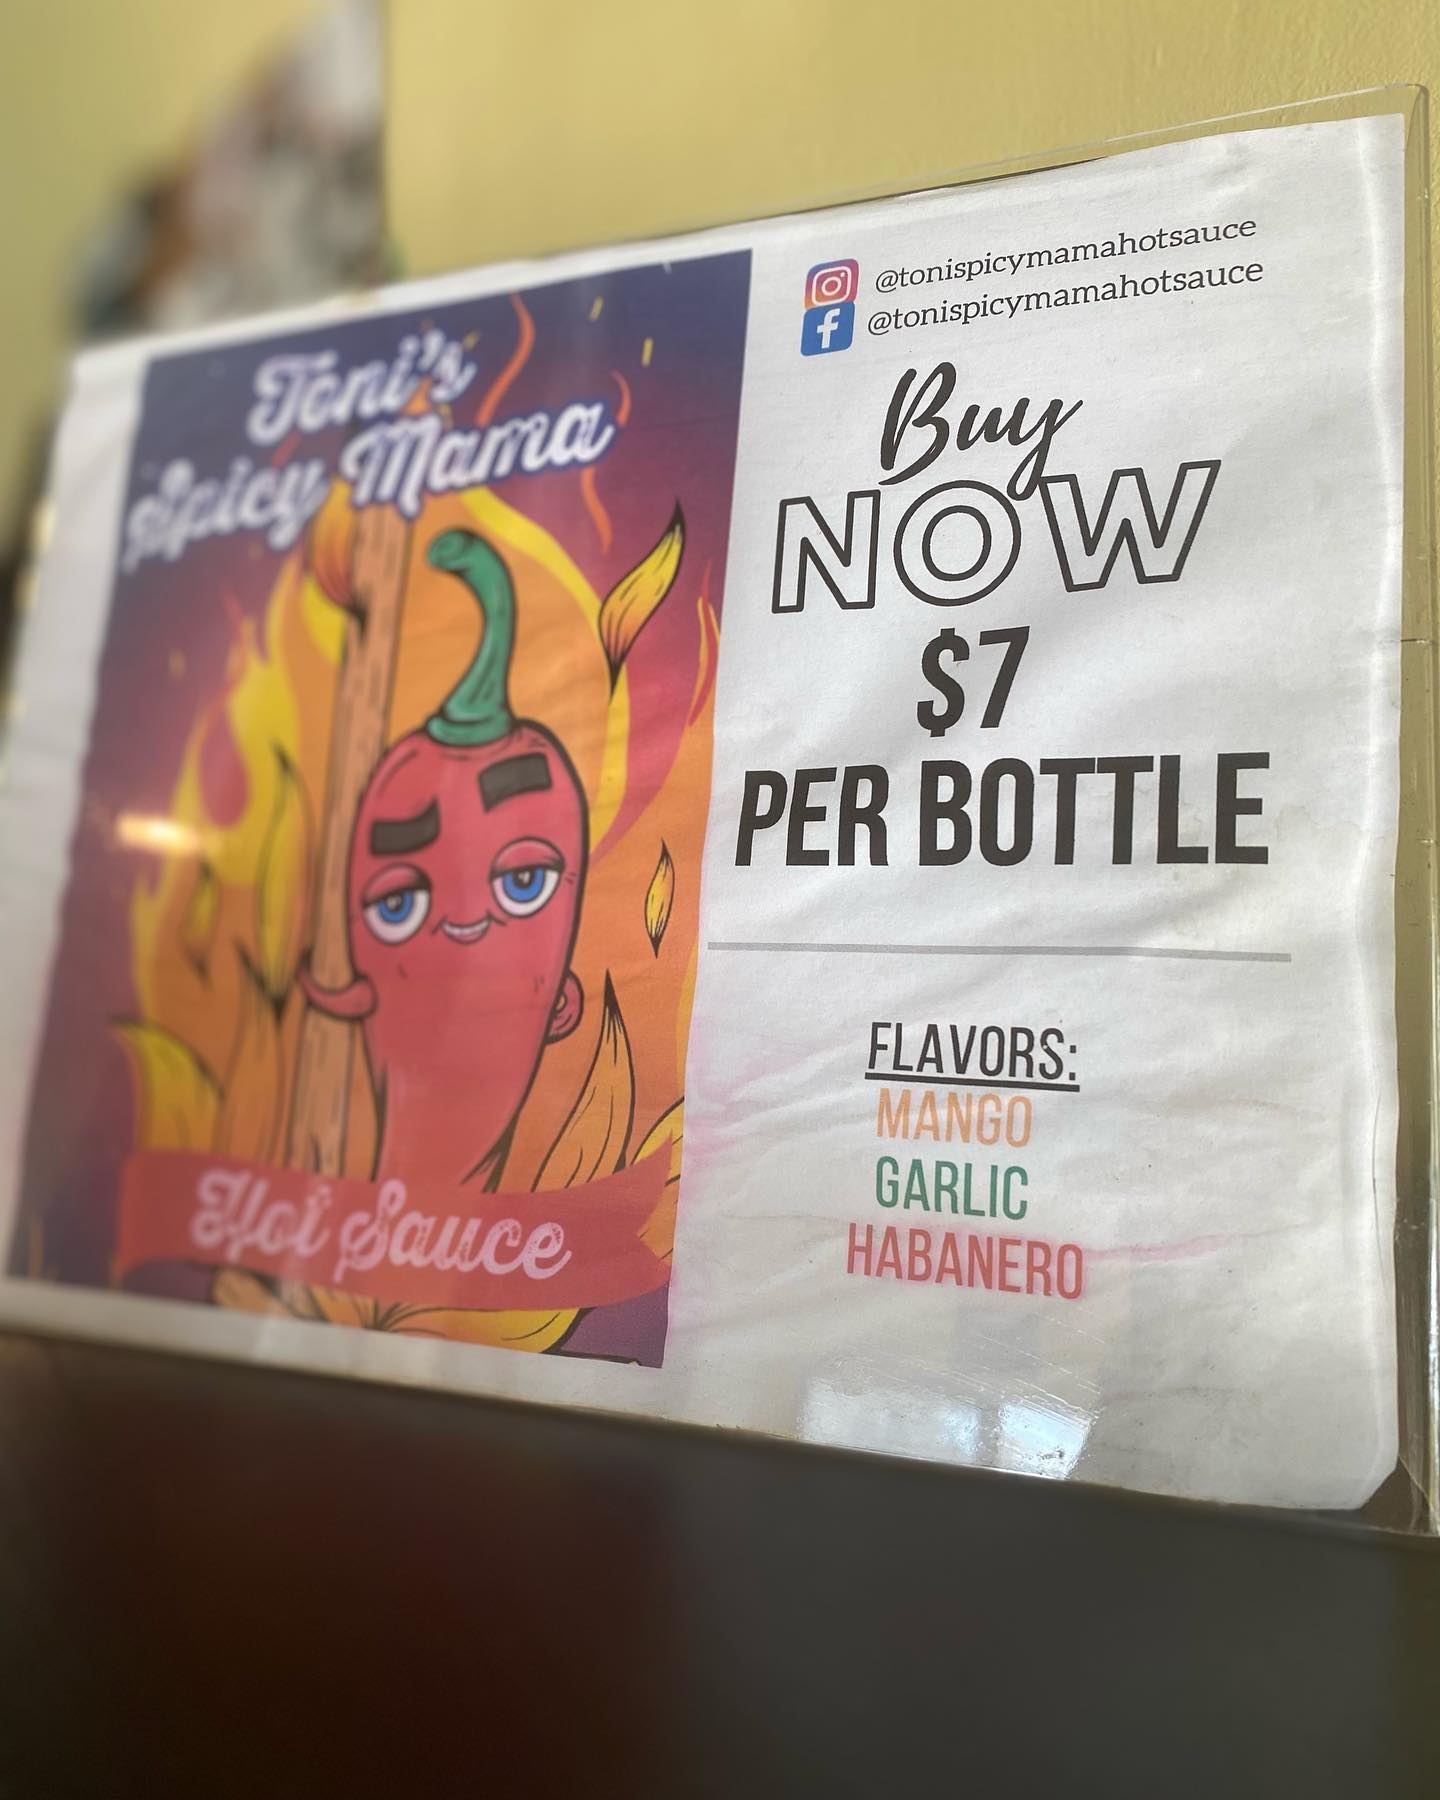 Toni's
Spicy Mama
Hot Sauce
@tonispicymamahotsauce
@tonispicymamahotsauce
Buy
NOW
$7
PER BOTTLE
FLAVORS:
MANGO
GARLIC
HABANERO